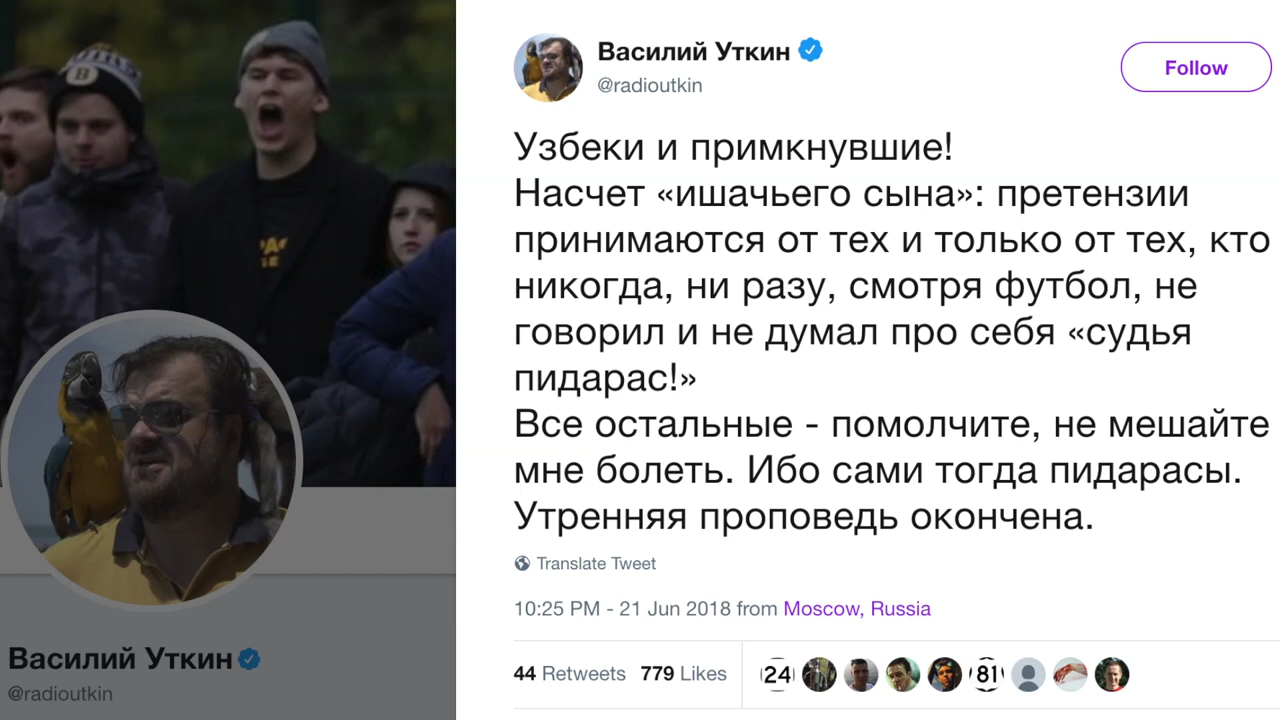 Василий Уткин
@radioutkin
Follow
Узбеки и примкнувшие!
Насчет «ишачьего сына»: претензии
принимаются от тех и только от тех, кто
никогда, ни разу, смотря футбол, не
говорил и не думал про себя «судья
пидарас!»
Все остальные - помолчите, не мешайте
мне болеть. Ибо сами тогда пидарасы.
Утренняя проповедь окончена.
Translate Tweet
10:25 PM - 21 Jun 2018 from Moscow, Russia
44 Retweets 779 Likes
24
81
B
Василий Уткин
@radioutkin